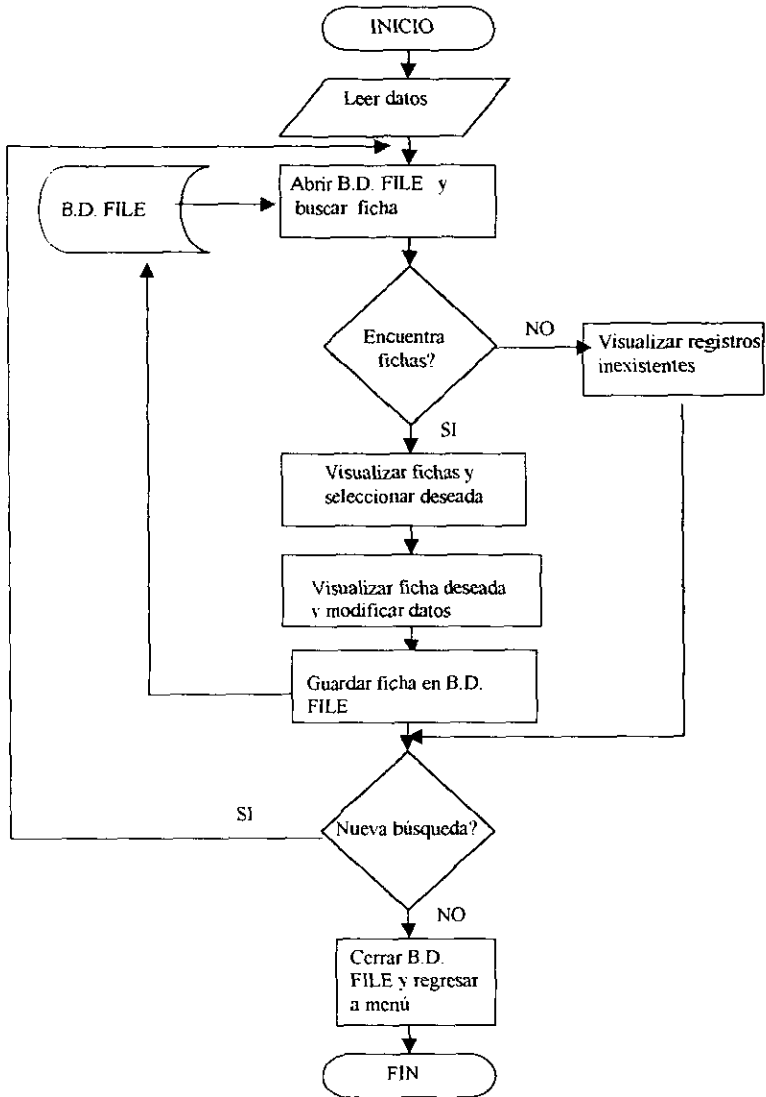 INICIO
Leer datos
B.D. FILE
Abrir B.D. FILE y
buscar ficha
Encuentra
fichas?
NO
Visualizar registros
inexistentes
SI
Visualizar fichas y
seleccionar deseada
Visualizar ficha deseada
y modificar datos
Guardar ficha en B.D.
FILE
SI
Nueva búsqueda?
NO
Cerrar B.D.
FILE y regresar
a menú
FIN